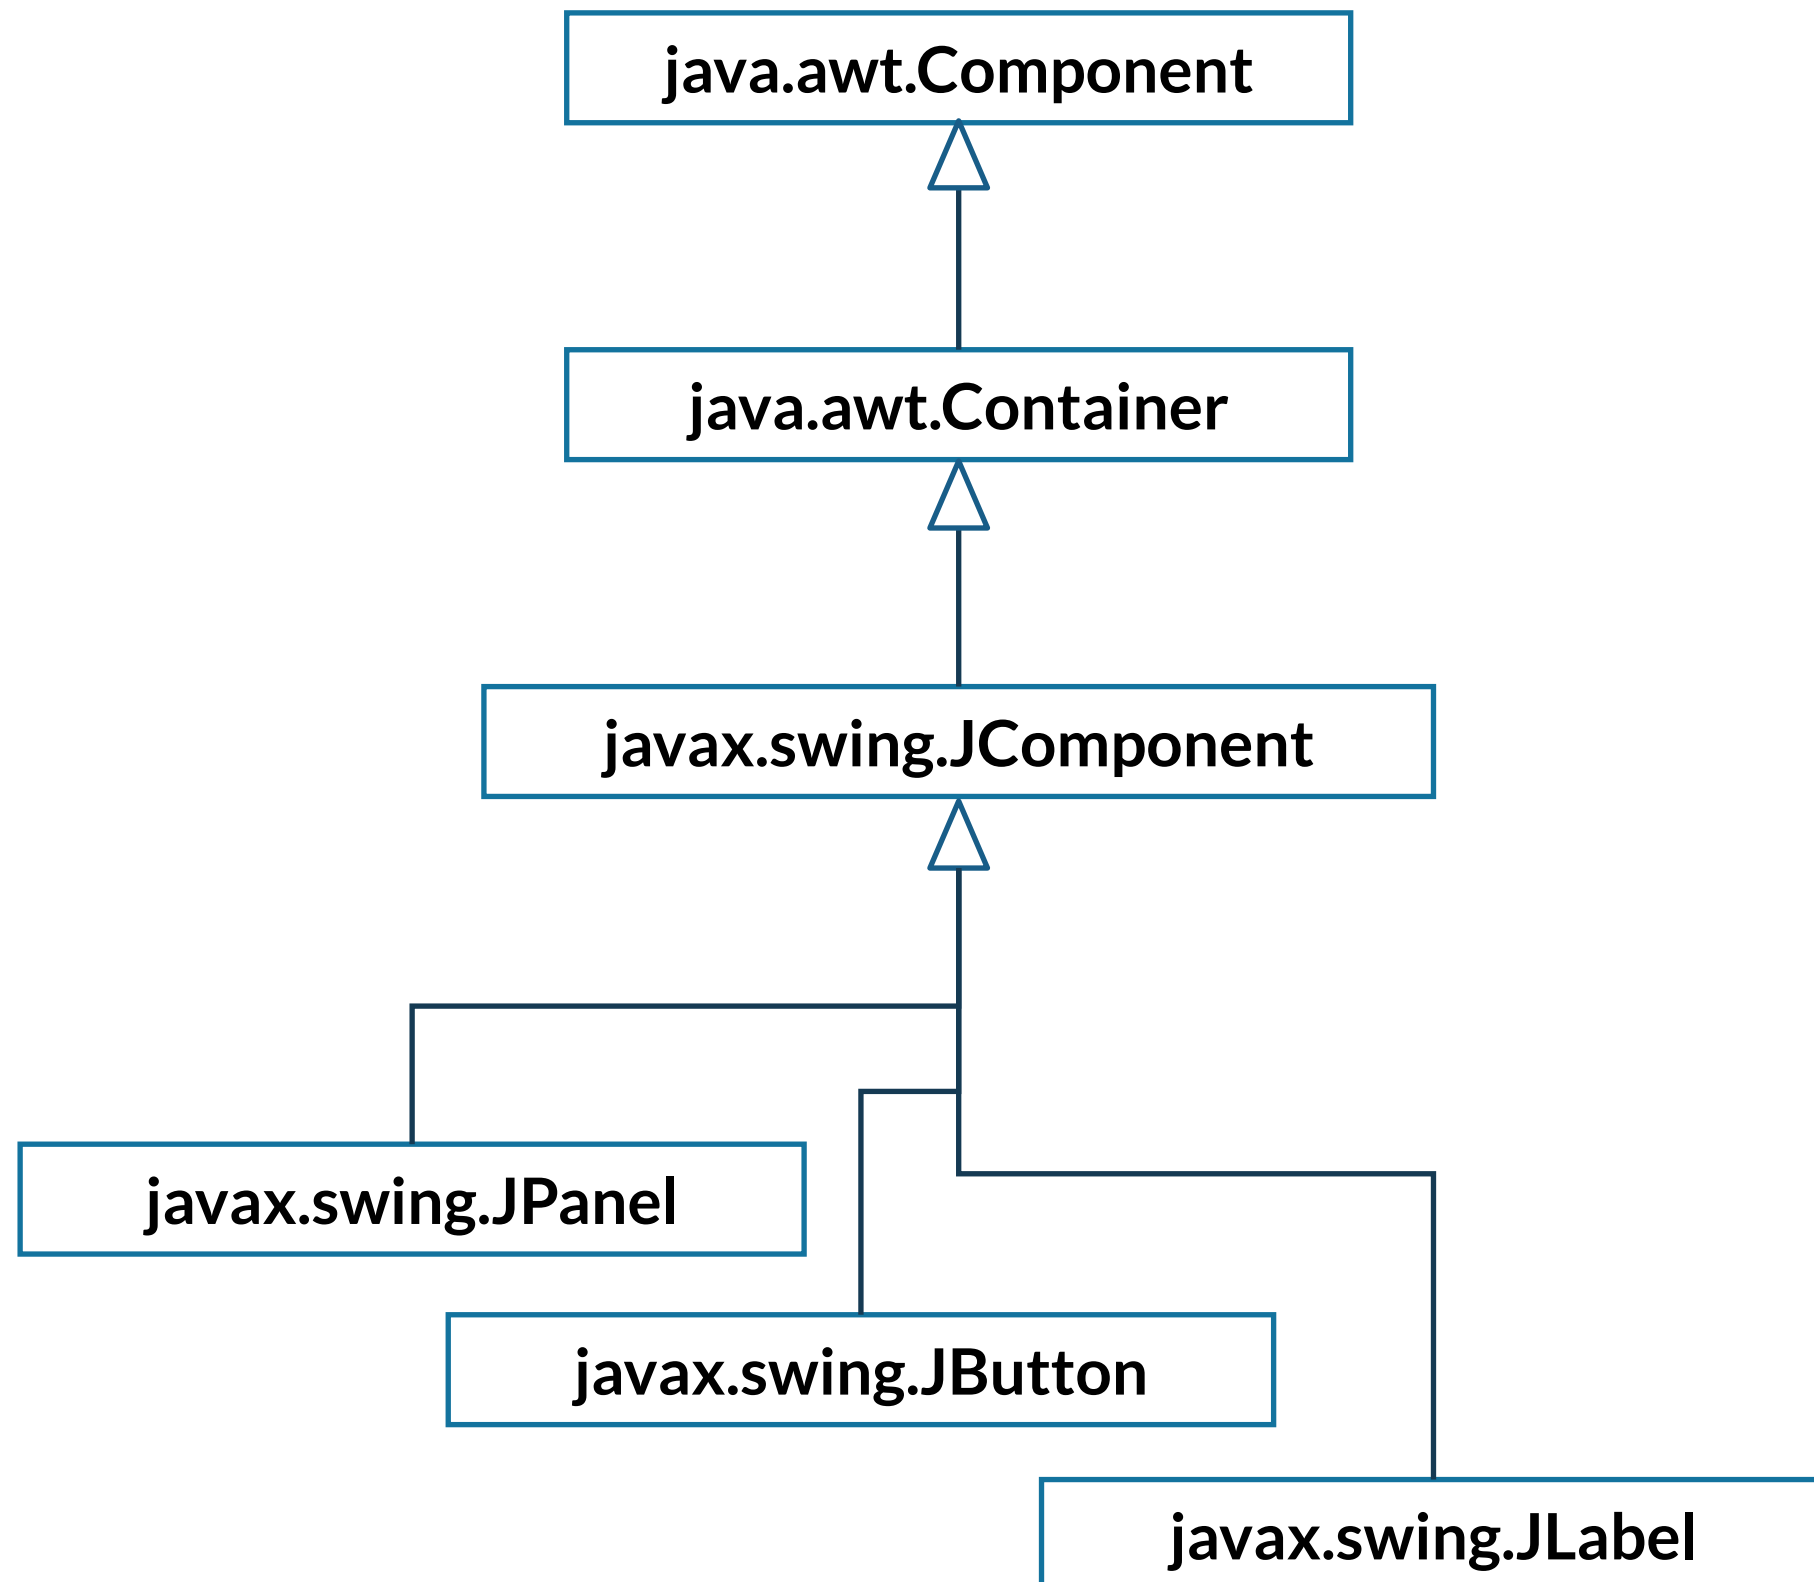 java.awt.Component
java.awt.Container
javax.swing.JComponent
javax.swing.JPanel
javax.swing.JButton
javax.swing.JLabel